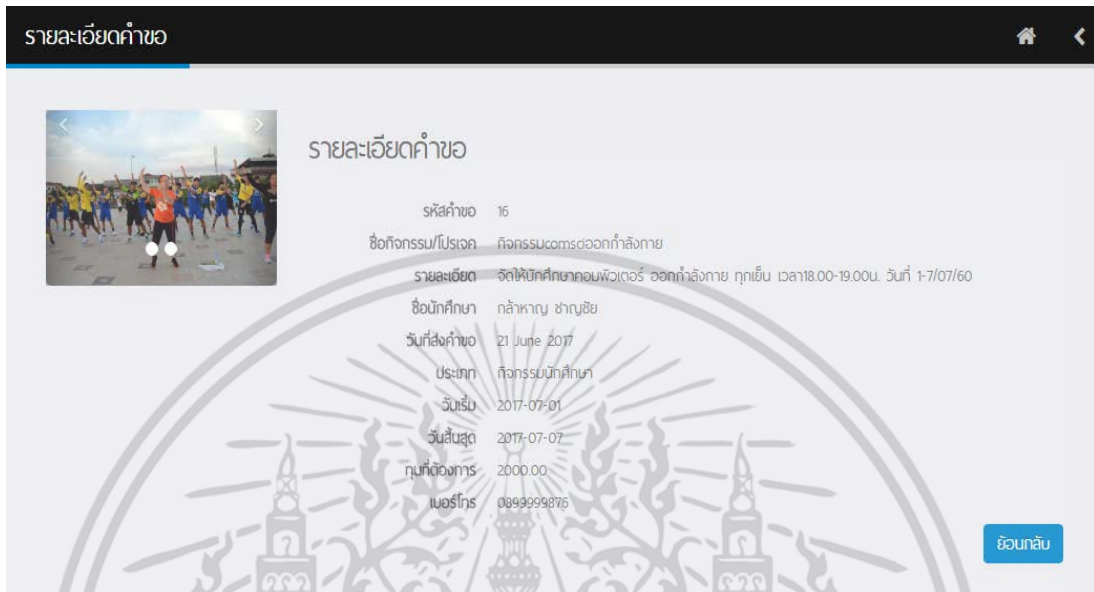 รายละเอียดคำขอ
รายละเอียดคำขอ
รหัสคำขอ 16
ชื่อกิจกรรม/โปรเจค กิจกรรมcomsciออกกำลังกาย
รายละเอียด จัดให้นักศึกษาคอมพิวเตอร์ ออกกำลังกาย ทุกเย็น เวลา18.00-19.00น. วันที่ 1-7/07/60
ชื่อนักศึกษา กล้าหาญ ชาญชัย
วันที่ส่งคำขอ 21 June 2017
ประเภท กิจกรรมนักศึกษา
วันเริ่ม 2017-07-01
วันสิ้นสุด 2017-07-07
ทุนที่ต้องการ 2000.00
เบอร์โทร 0899999876
ย้อนกลับ